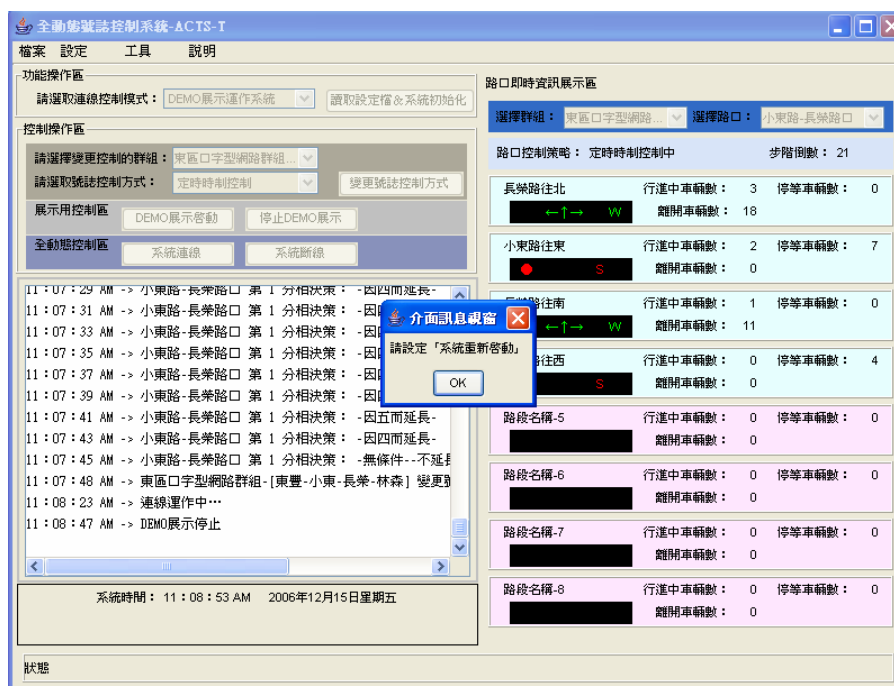 全動態號誌控制系統-ACTS-T
檔案 設定 工具 說明
功能操作區
請選取連線控制模式： DEMO展示運作系統 讀取設定檔&系統初始化
控制操作區
請選擇變更控制的群組： 東區口字型網路群組...
請選取號誌控制方式： 定時時制控制 變更號誌控制方式
展示用控制區 DEMO展示啓動 停止DEMO展示
全動態控制區 系統連線 系統斷線
11：07：29 AM -> 小東路-長榮路口 第 1 分相決策： -因四而延長-
11：07：31 AM -> 小東路-長榮路口 第 1 分相決策： -因
11：07：33 AM -> 小東路-長榮路口 第 1 分相決策： -因
11：07：35 AM -> 小東路-長榮路口 第 1 分相決策： -因
11：07：37 AM -> 小東路-長榮路口 第 1 分相決策： -因
11：07：39 AM -> 小東路-長榮路口 第 1 分相決策： -因
11：07：41 AM -> 小東路-長榮路口 第 1 分相決策： -因五而延長-
11：07：43 AM -> 小東路-長榮路口 第 1 分相決策： -因四而延長-
11：07：45 AM -> 小東路-長榮路口 第 1 分相決策： -無條件--不延長
11：07：48 AM -> 東區口字型網路群組-[東豐-小東-長榮-林森] 變更號
11：08：23 AM -> 連線運作中…
11：08：47 AM -> DEMO展示停止
系統時間： 11：08：53 AM 2006年12月15日星期五
狀態
介面訊息視窗
請設定「系統重新啓動」
OK
路口即時資訊展示區
選擇群組： 東區口字型網路... 選擇路口： 小東路-長榮路口
路口控制策略： 定時時制控制中 步階倒數： 21
長榮路往北 行進中車輛數： 3 停等車輛數： 0
←↑→ W 離開車輛數： 18
小東路往東 行進中車輛數： 2 停等車輛數： 7
S 離開車輛數： 0
長榮路往南 行進中車輛數： 1 停等車輛數： 0
←↑→ W 離開車輛數： 11
路往西 行進中車輛數： 0 停等車輛數： 4
S 離開車輛數： 0
路段名稱-5 行進中車輛數： 0 停等車輛數： 0
離開車輛數： 0
路段名稱-6 行進中車輛數： 0 停等車輛數： 0
離開車輛數： 0
路段名稱-7 行進中車輛數： 0 停等車輛數： 0
離開車輛數： 0
路段名稱-8 行進中車輛數： 0 停等車輛數： 0
離開車輛數： 0